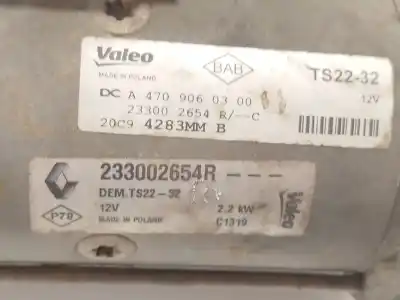 Valeo
MADE IN POLAND
BAB
TS22-32
12V
DC A 470 906 03 00
23300 2654 R/--C
20C9 4283MM B
233002654R - - -
DEM.TS22-32
12V 2.2 kW
P79 MADE IN POLAND C1319
Valeo